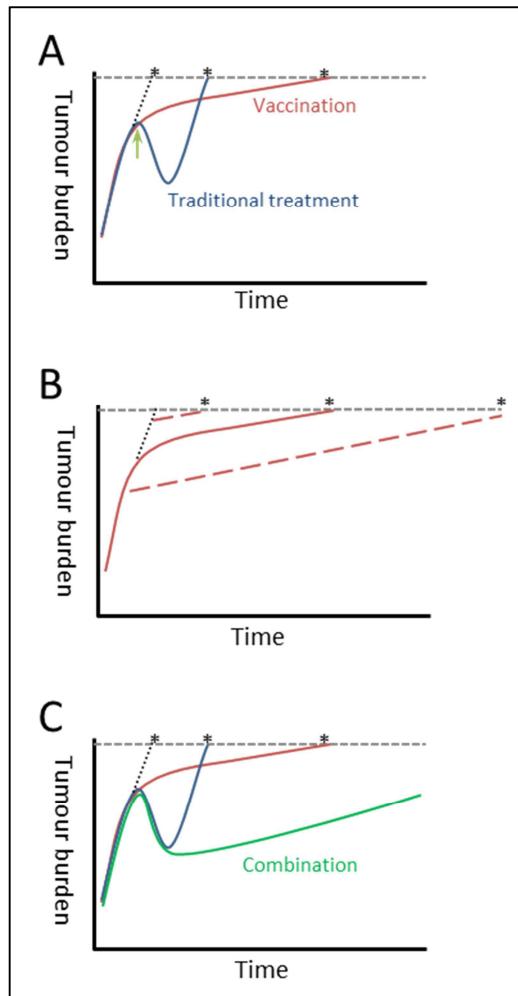 A
* * *
Vaccination
Traditional treatment
Tumour burden
Time
B
* * *
Tumour burden
Time
C
* * *
Combination
Tumour burden
Time